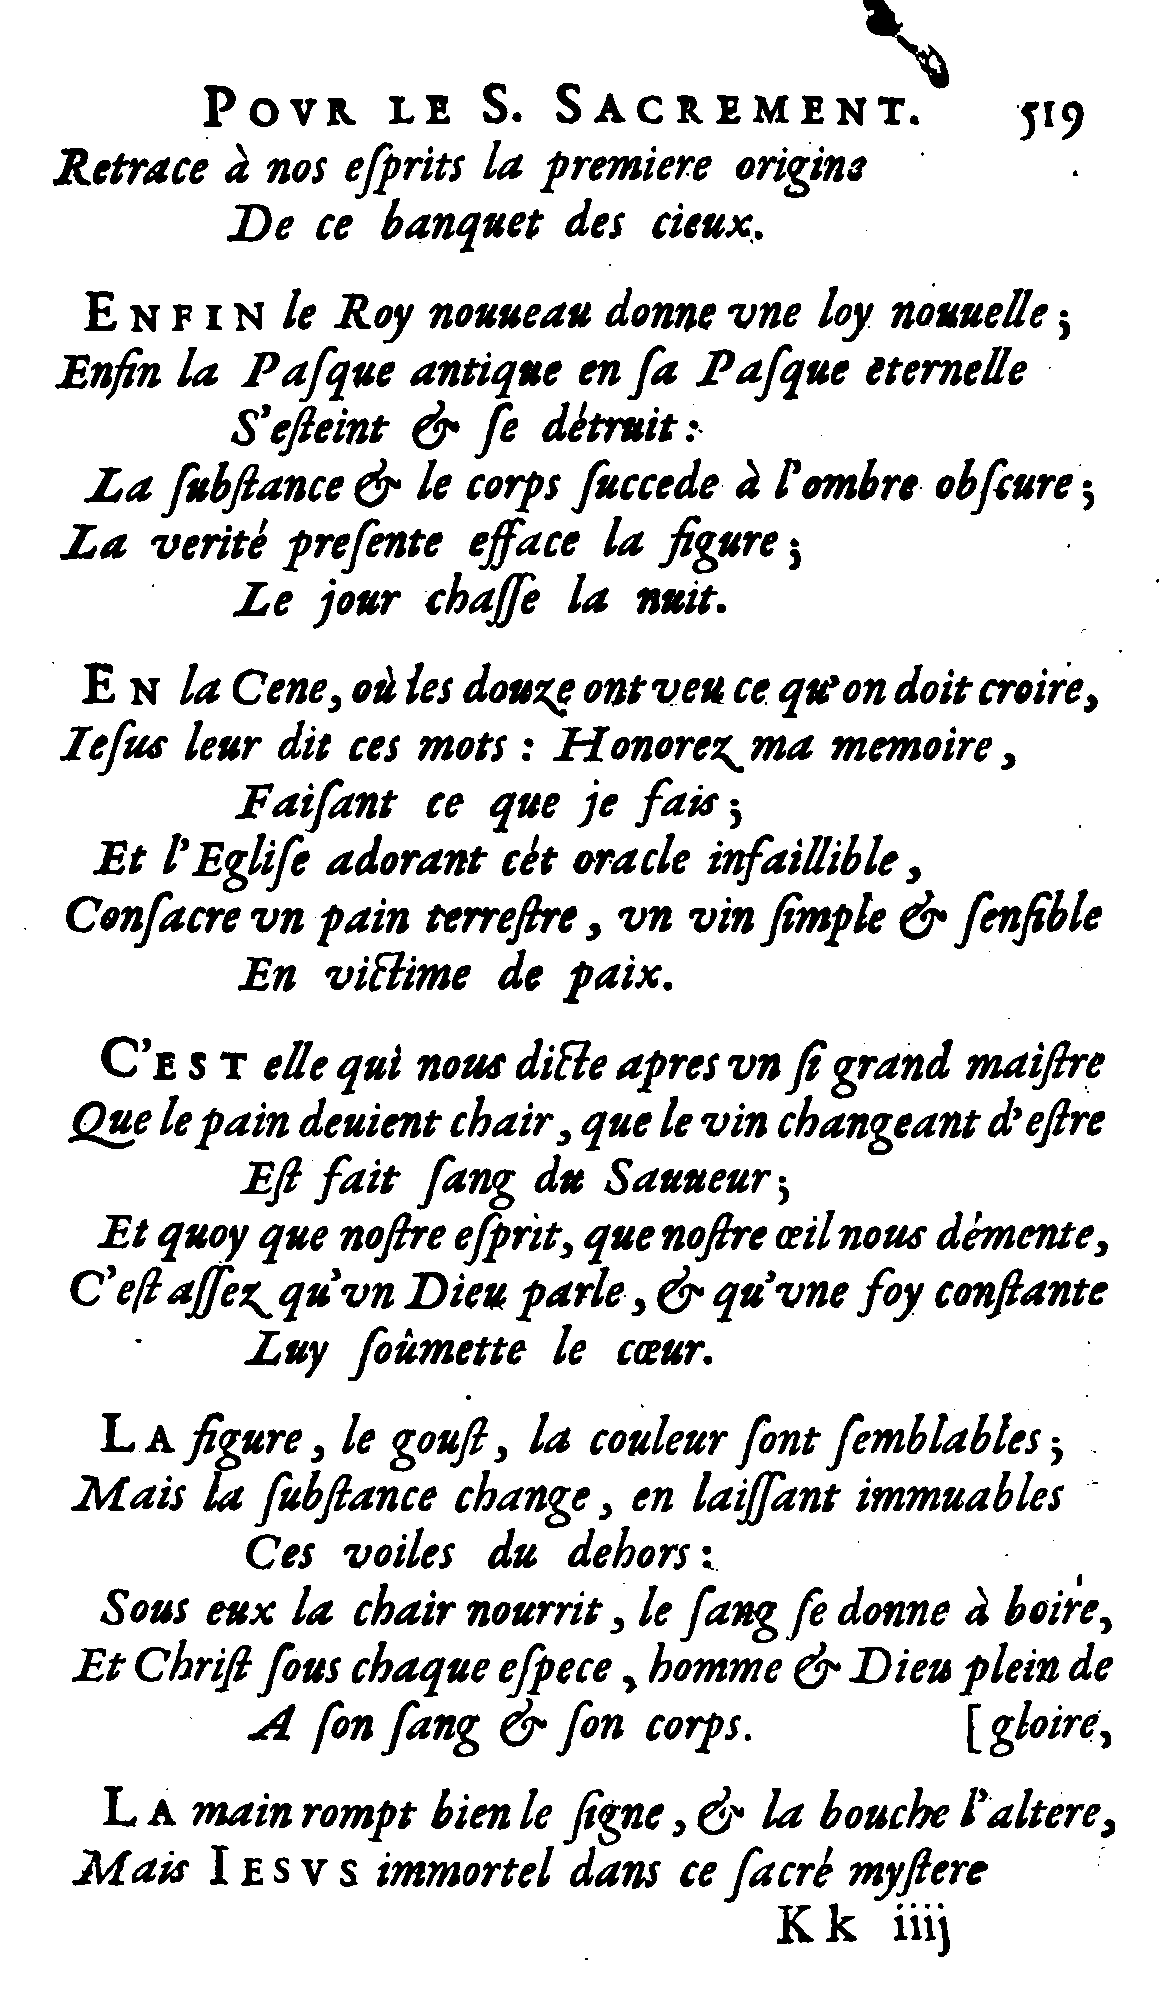 POVR LE S. SACREMENT. 519
Retrace à nos eſprits la premiere origine
De ce banquet des cieux.
ENFIN le Roy nouueau donne vne loy nouuelle ;
Enfin la Paſque antique en ſa Paſque eternelle
S'eſteint & ſe détruit :
La ſubſtance & le corps ſuccede à l'ombre obſcure ;
La verité preſente efface la figure ;
Le jour chaſſe la nuit.
EN la Cene, où les douze ont veu ce qu'on doit croire,
Ieſus leur dit ces mots : Honorez ma memoire ,
Faiſant ce que je fais ;
Et l'Egliſe adorant cét oracle infaillible ,
Conſacre vn pain terreſtre , vn vin ſimple & ſenſible
En victime de paix.
C'EST elle qui nous dicte apres vn ſi grand maiſtre
Que le pain deuient chair , que le vin changeant d'eſtre
Eſt fait ſang du Sauueur ;
Et quoy que noſtre eſprit, que noſtre œil nous démente,
C'eſt aſſez qu'vn Dieu parle , & qu'vne foy conſtante
Luy ſoûmette le cœur.
LA figure , le gouſt , la couleur ſont ſemblables ;
Mais la ſubſtance change , en laiſſant immuables
Ces voiles du dehors :
Sous eux la chair nourrit , le ſang ſe donne à boire,
Et Chriſt ſous chaque eſpece , homme & Dieu plein de
A ſon ſang & ſon corps. [ gloire,
LA main rompt bien le ſigne , & la bouche l'altere,
Mais IESVS immortel dans ce ſacré myſtere
K k iiij